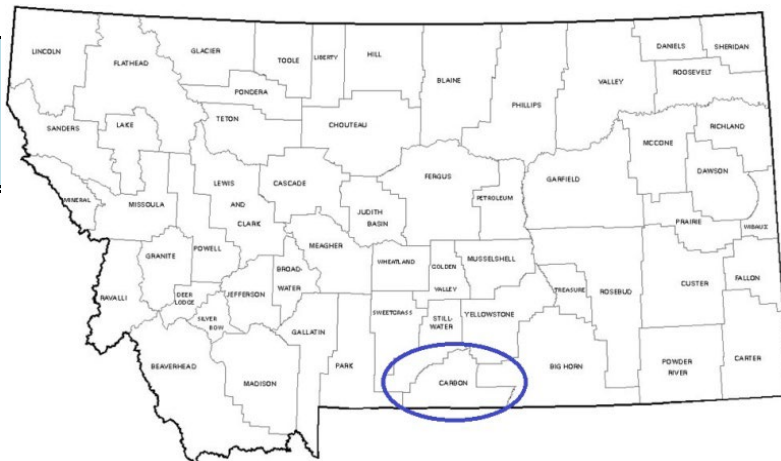 LINCOLN
FLATHEAD
GLACIER
TOOLE
LIBERTY
HILL
BLAINE
PHILLIPS
VALLEY
DANIELS
SHERIDAN
ROOSEVELT
PONDERA
TETON
CHOUTEAU
SANDERS
LAKE
MINERAL
MISSOULA
LEWIS
AND
CLARK
CASCADE
JUDITH
BASIN
FERGUS
PETROLEUM
GARFIELD
MCCONE
RICHLAND
DAWSON
PRAIRIE
WIBAUX
POWELL
GRANITE
MEAGHER
WHEATLAND
GOLDEN
VALLEY
MUSSELSHELL
RAVALLI
DEER
LODGE
SILVER
BOW
JEFFERSON
BROAD-
WATER
GALLATIN
PARK
SWEETGRASS
STILL-
WATER
YELLOWSTONE
TREASURE
ROSEBUD
CUSTER
FALLON
BEAVERHEAD
MADISON
CARBON
BIG HORN
POWDER
RIVER
CARTER